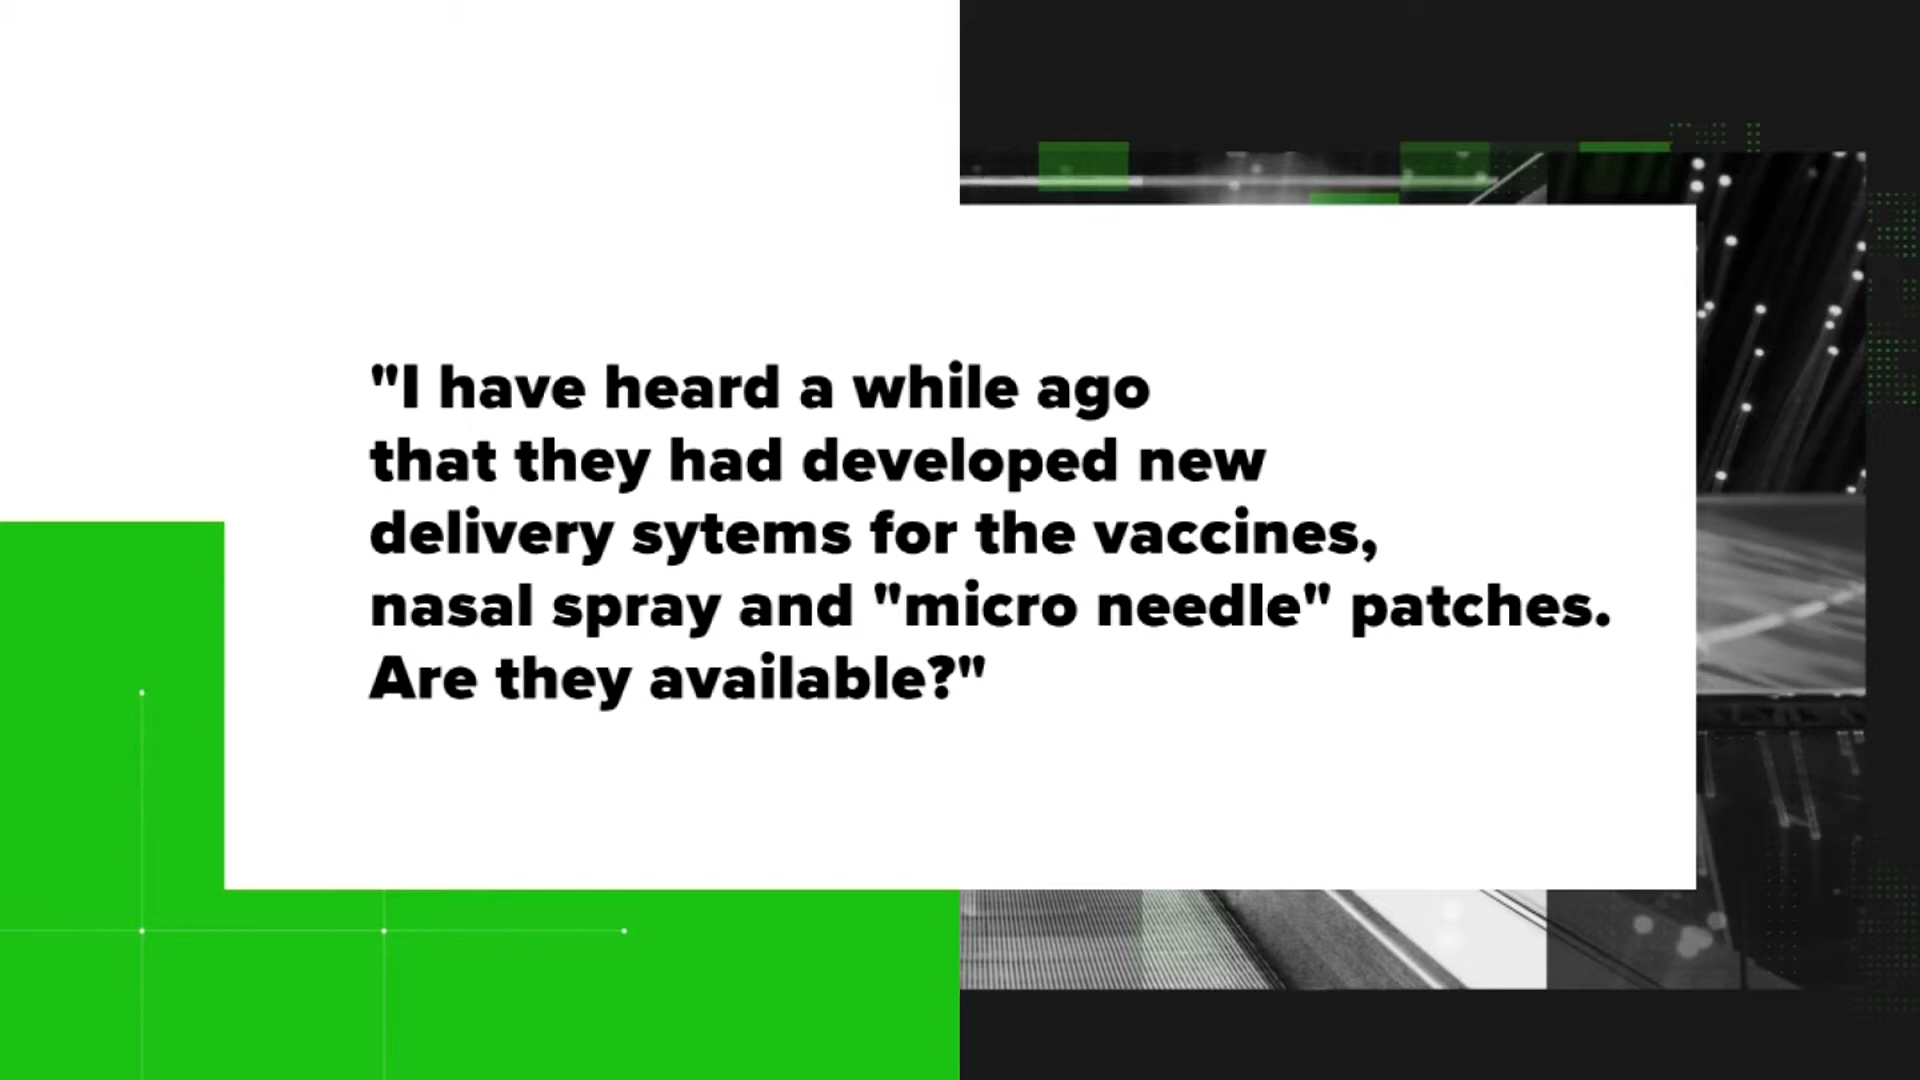 "I have heard a while ago
that they had developed new
delivery sytems for the vaccines,
nasal spray and "micro needle" patches.
Are they available?"